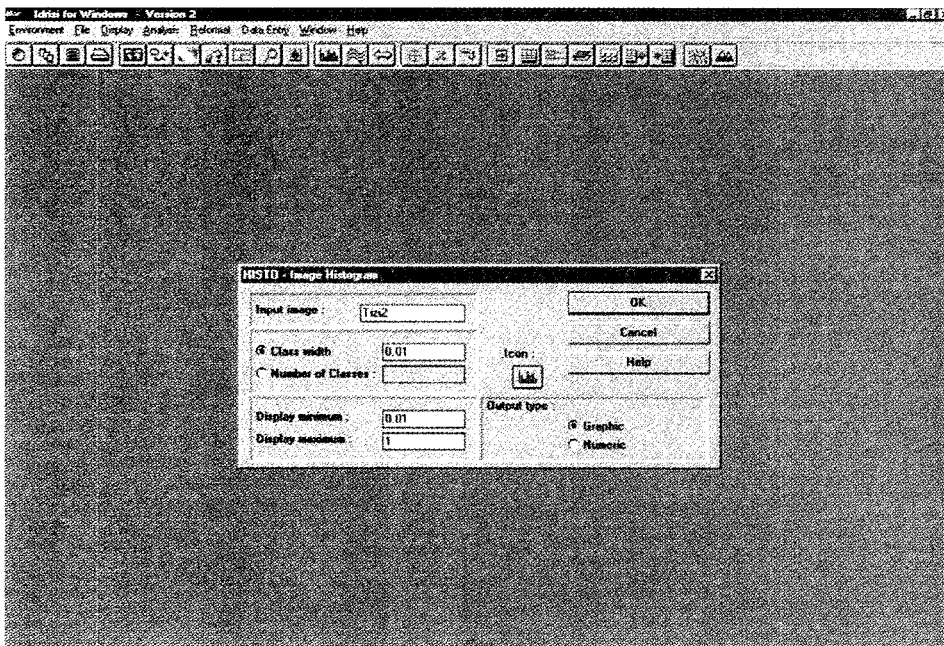 Idrisi for Windows - Version 2
Environment File Display Analysis Reformat Data Entry Window Help
HISTO - Image Histogram
Input image :
OK
Cancel
Class width 0.01
Icon :
Help
Number of Classes :
Output type :
Display minimum : 0.01
Graphic
Display maximum : 1
Numeric